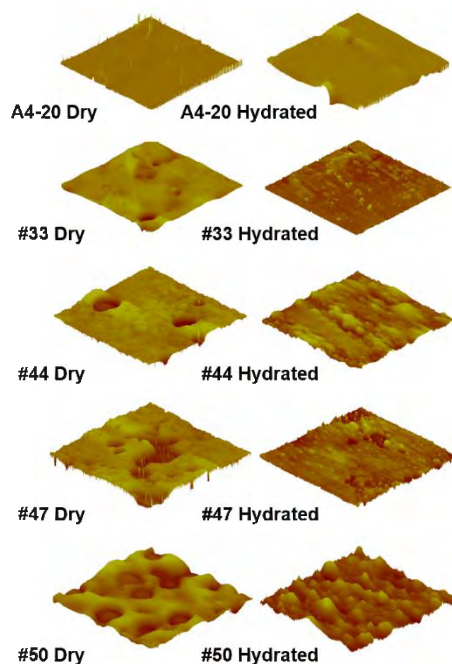 A4-20 Dry A4-20 Hydrated
#33 Dry #33 Hydrated
#44 Dry #44 Hydrated
#47 Dry #47 Hydrated
#50 Dry #50 Hydrated